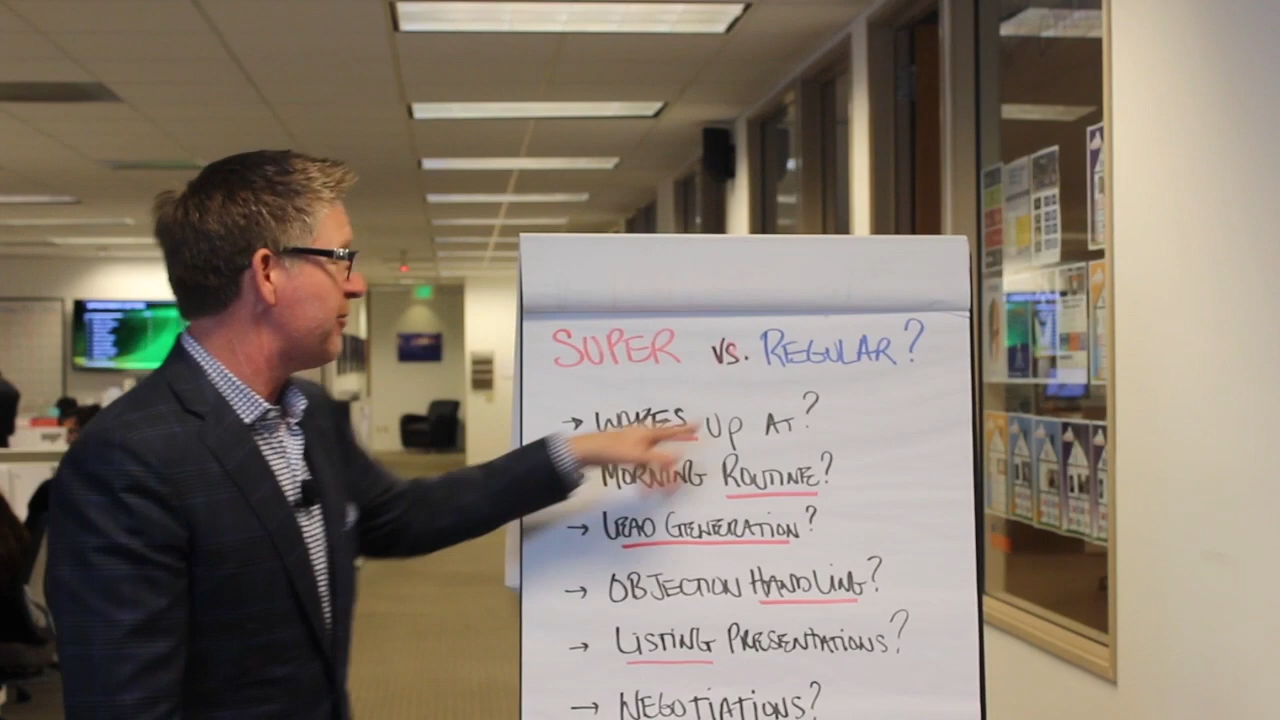 SUPER vs. REGULAR?
→ WAKES UP AT?
MORNING ROUTINE?
→ LEAD GENERATION?
→ OBJECTION HANDLING?
→ LISTING PRESENTATIONS?
→ NEGOTIATIONS?